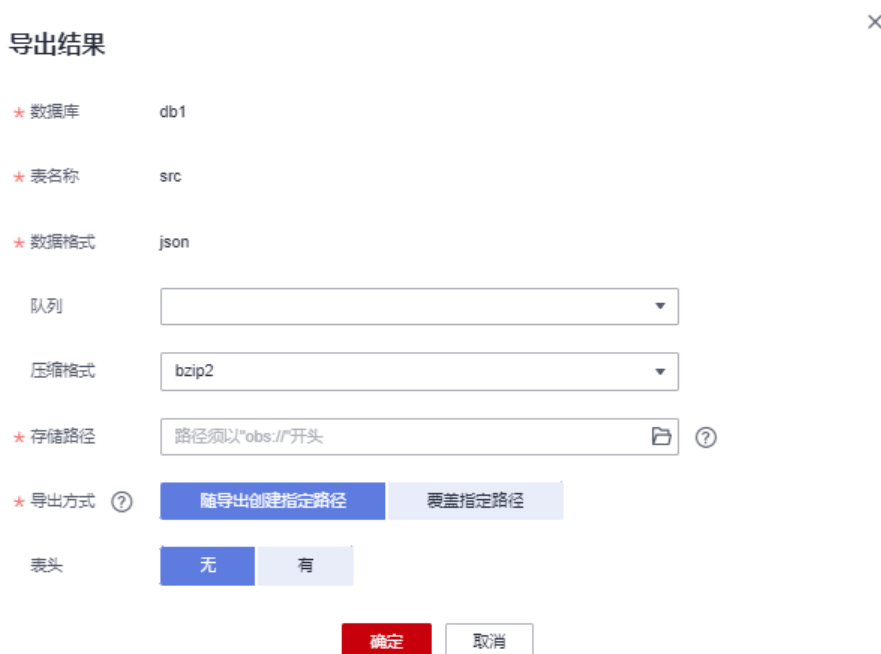 导出结果
* 数据库 db1
* 表名称 src
* 数据格式 json
队列
压缩格式 bzip2
* 存储路径 路径须以"obs://"开头 ?
* 导出方式 ? 随导出创建指定路径 覆盖指定路径
表头 无 有
确定 取消